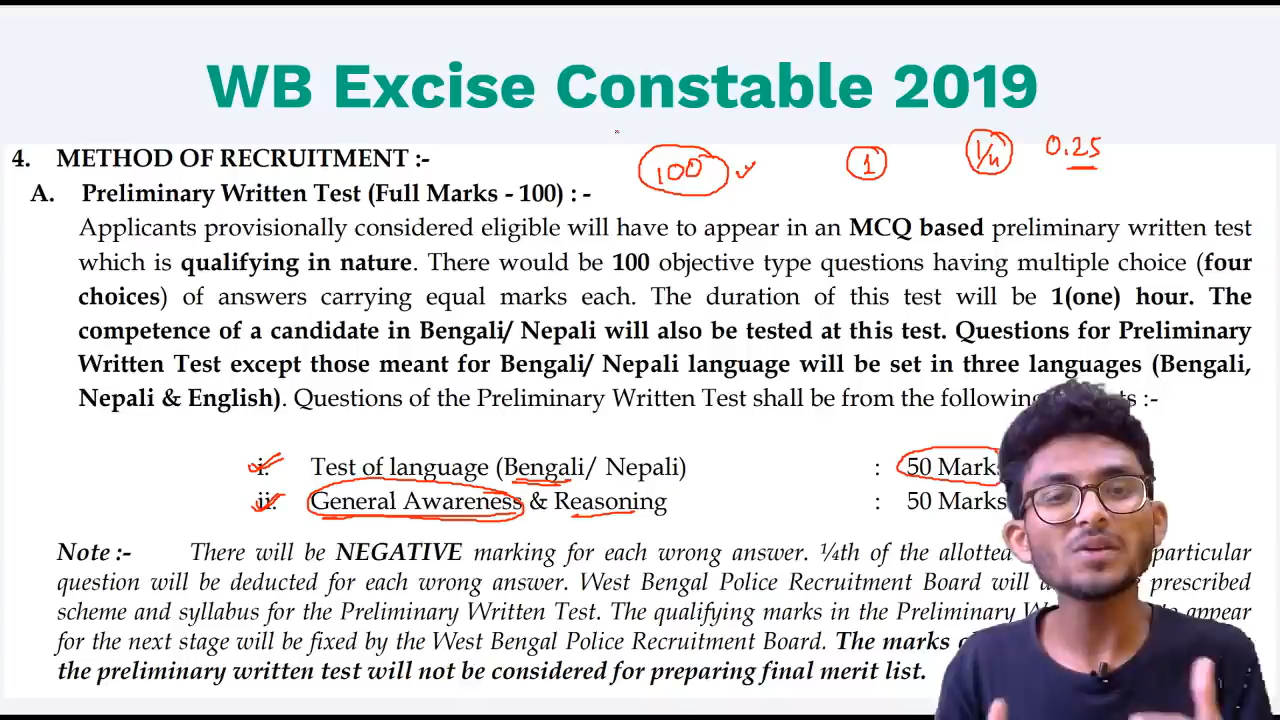 WB Excise Constable 2019
4. METHOD OF RECRUITMENT :-
100 1 1/4 0.25
A. Preliminary Written Test (Full Marks - 100) : -
Applicants provisionally considered eligible will have to appear in an MCQ based preliminary written test
which is qualifying in nature. There would be 100 objective type questions having multiple choice (four
choices) of answers carrying equal marks each. The duration of this test will be 1(one) hour. The
competence of a candidate in Bengali/ Nepali will also be tested at this test. Questions for Preliminary
Written Test except those meant for Bengali/ Nepali language will be set in three languages (Bengali,
Nepali & English). Questions of the Preliminary Written Test shall be from the following :-
i. Test of language (Bengali/ Nepali) : 50 Marks
ii. General Awareness & Reasoning : 50 Marks
Note :- There will be NEGATIVE marking for each wrong answer. ¼th of the allotted particular
question will be deducted for each wrong answer. West Bengal Police Recruitment Board will prescribed
scheme and syllabus for the Preliminary Written Test. The qualifying marks in the Preliminary to appear
for the next stage will be fixed by the West Bengal Police Recruitment Board. The marks
the preliminary written test will not be considered for preparing final merit list.